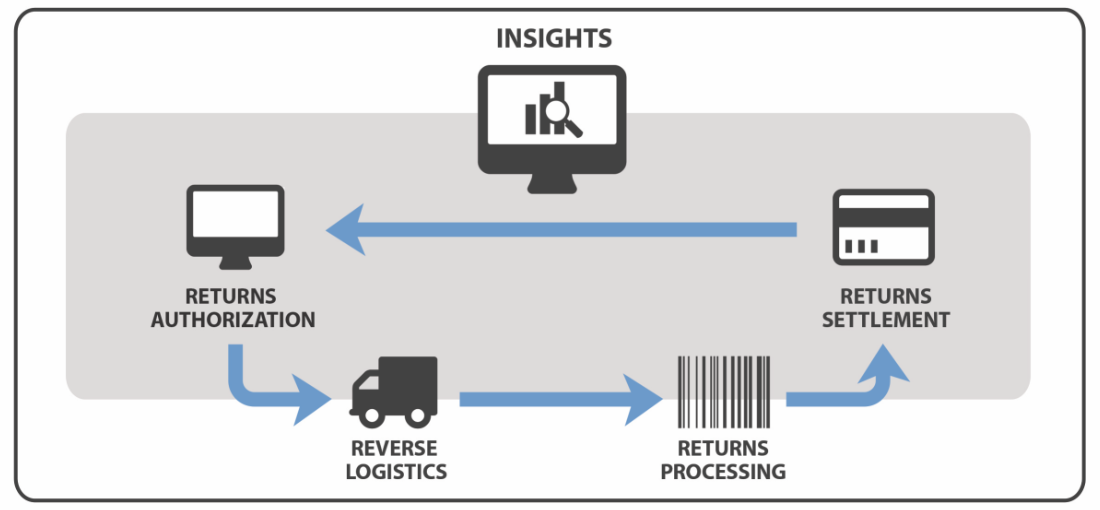 INSIGHTS
RETURNS
AUTHORIZATION
RETURNS
SETTLEMENT
REVERSE
LOGISTICS
RETURNS
PROCESSING